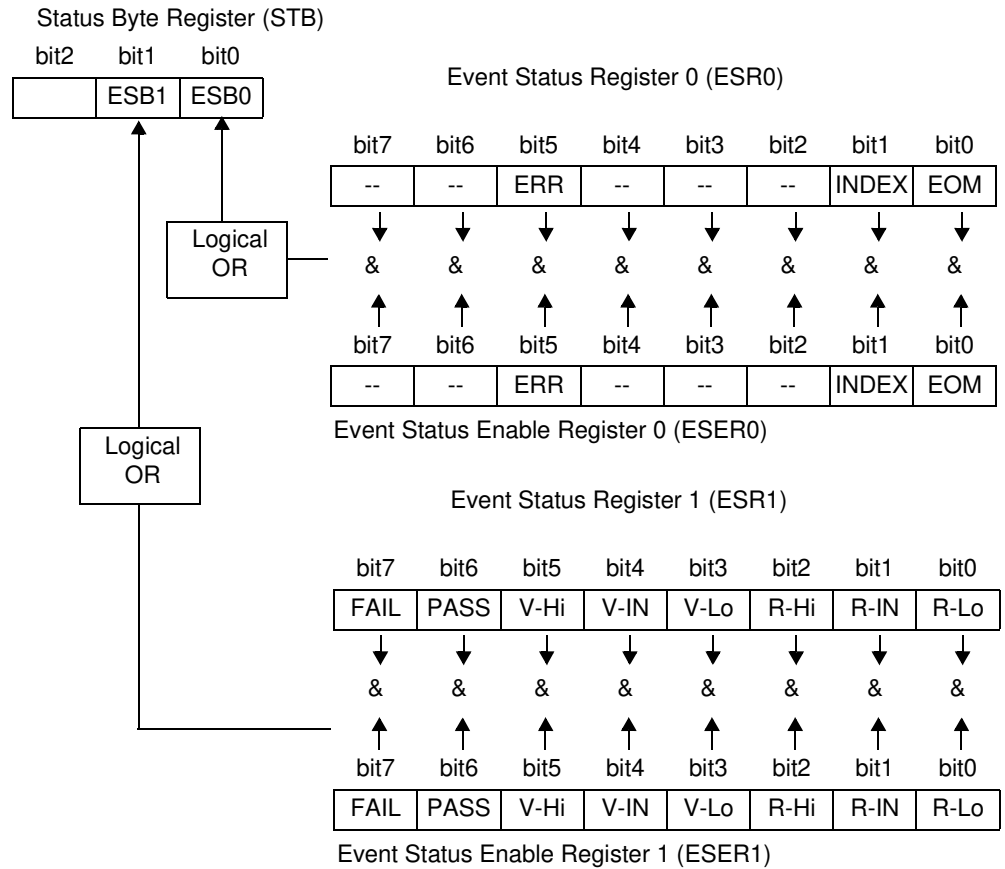 Status Byte Register (STB)
bit2 bit1 bit0
ESB1 ESB0
Event Status Register 0 (ESR0)
bit7 bit6 bit5 bit4 bit3 bit2 bit1 bit0
-- -- ERR -- -- -- INDEX EOM
Logical
OR
& & & & & & & &
bit7 bit6 bit5 bit4 bit3 bit2 bit1 bit0
-- -- ERR -- -- -- INDEX EOM
Event Status Enable Register 0 (ESER0)
Logical
OR
Event Status Register 1 (ESR1)
bit7 bit6 bit5 bit4 bit3 bit2 bit1 bit0
FAIL PASS V-Hi V-IN V-Lo R-Hi R-IN R-Lo
& & & & & & & &
bit7 bit6 bit5 bit4 bit3 bit2 bit1 bit0
FAIL PASS V-Hi V-IN V-Lo R-Hi R-IN R-Lo
Event Status Enable Register 1 (ESER1)